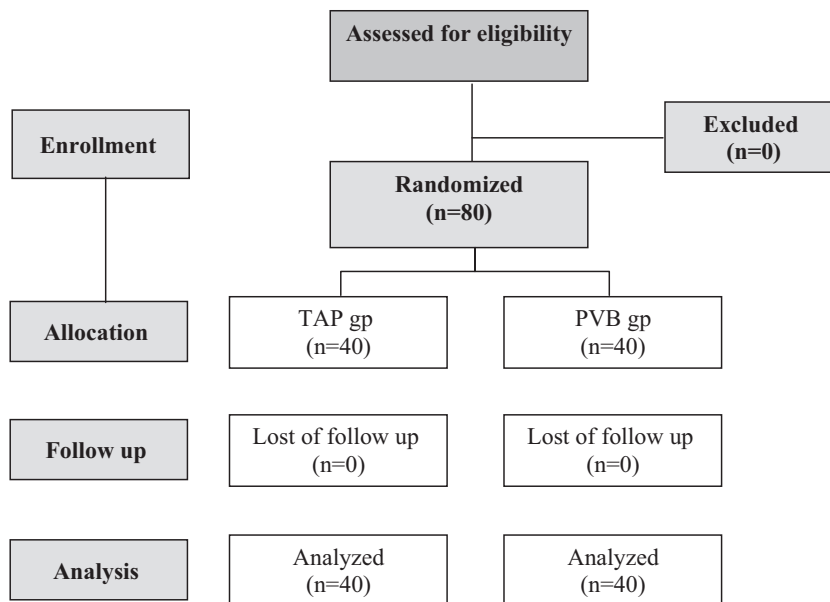 Assessed for eligibility
Enrollment
Excluded
(n=0)
Randomized
(n=80)
Allocation
TAP gp
(n=40)
PVB gp
(n=40)
Follow up
Lost of follow up
(n=0)
Lost of follow up
(n=0)
Analysis
Analyzed
(n=40)
Analyzed
(n=40)